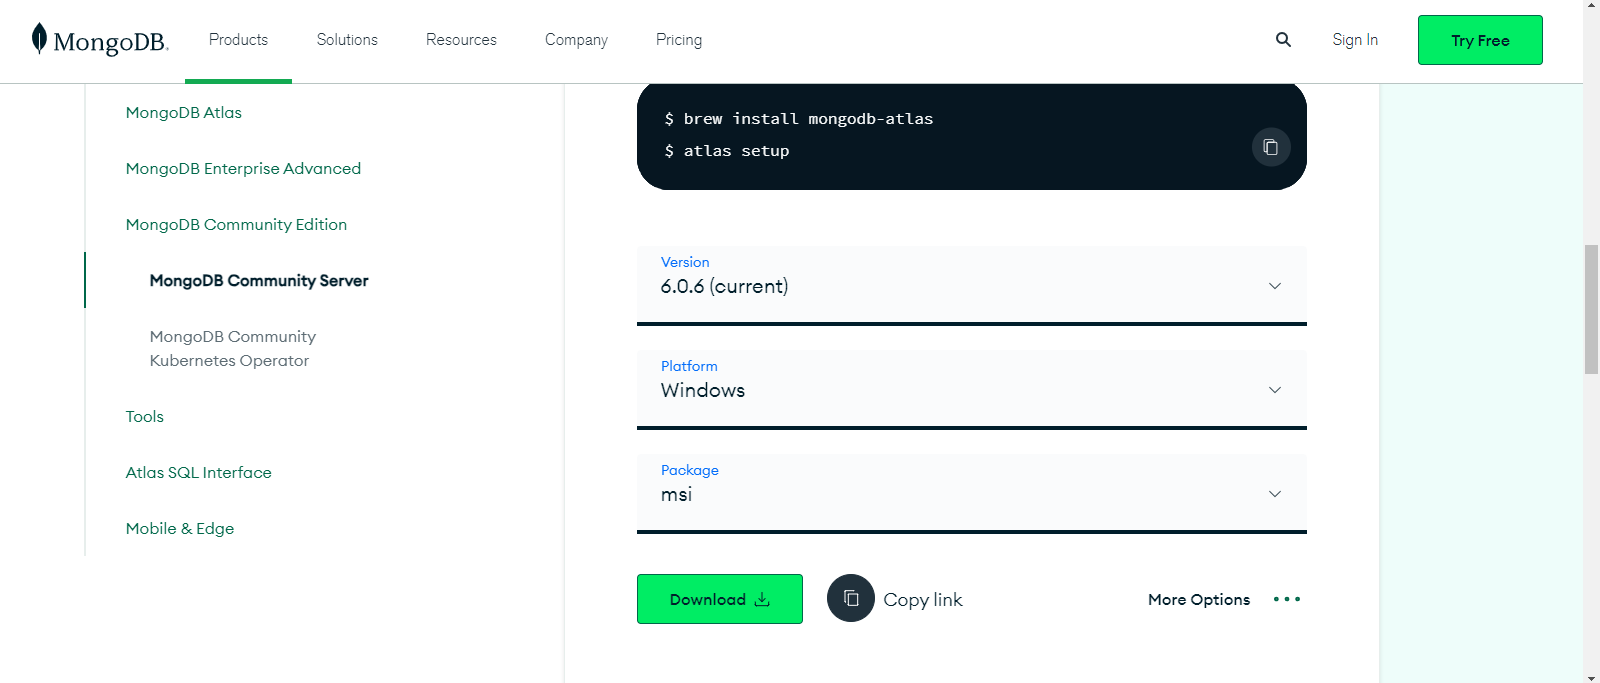 MongoDB.
Products
Solutions
Resources
Company
Pricing
Sign In
Try Free
MongoDB Atlas
MongoDB Enterprise Advanced
MongoDB Community Edition
MongoDB Community Server
MongoDB Community
Kubernetes Operator
Tools
Atlas SQL Interface
Mobile & Edge
$ brew install mongodb-atlas
$ atlas setup
Version
6.0.6 (current)
Platform
Windows
Package
msi
Download
Copy link
More Options